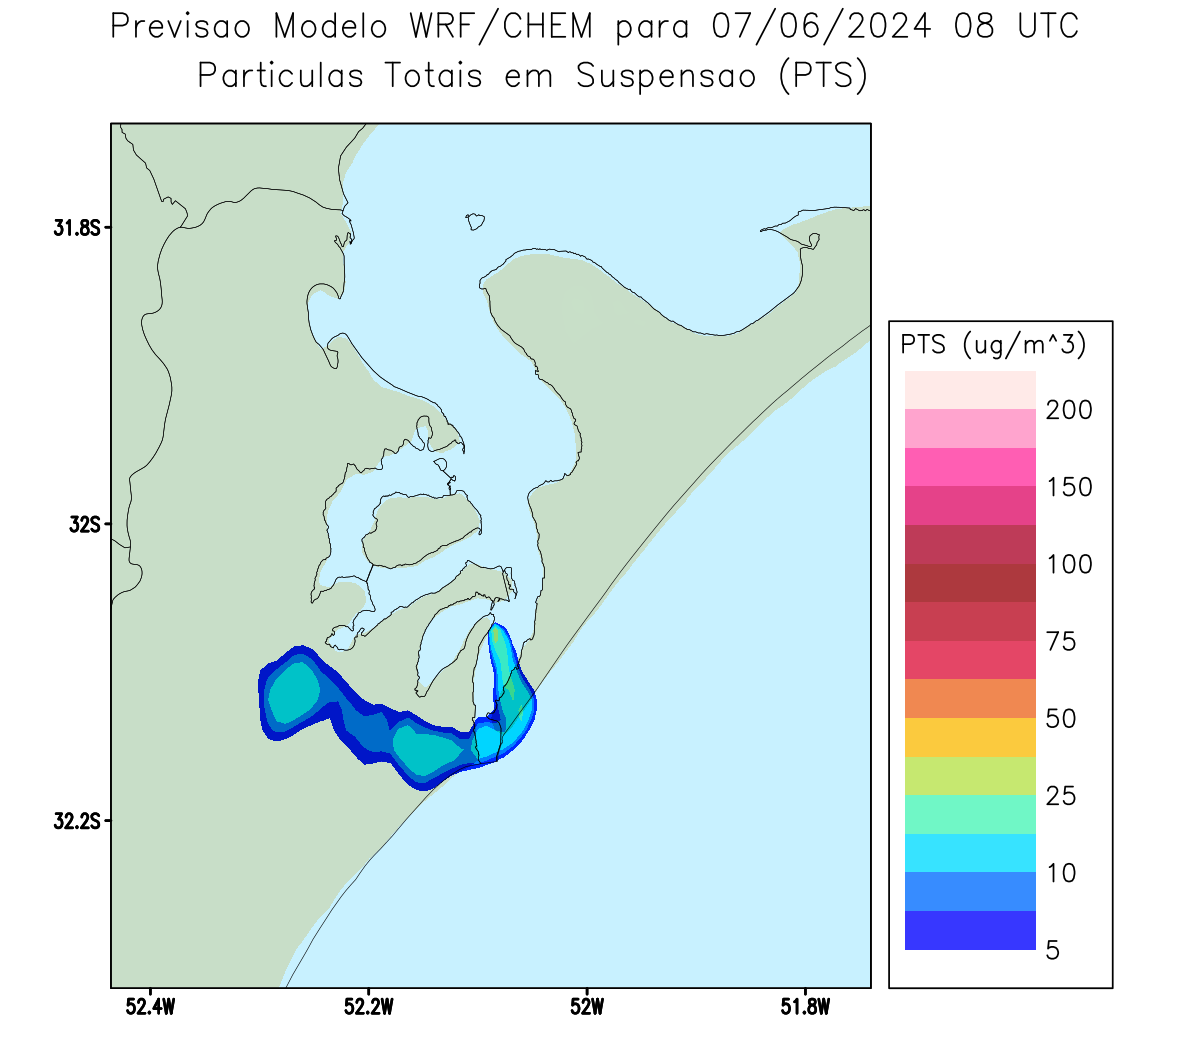 Previsao Modelo WRF/CHEM para 07/06/2024 08 UTC
Particulas Totais em Suspensao (PTS)
31.8S
32S
32.2S
52.4W
52.2W
52W
51.8W
PTS (ug/m^3)
200
150
100
75
50
25
10
5